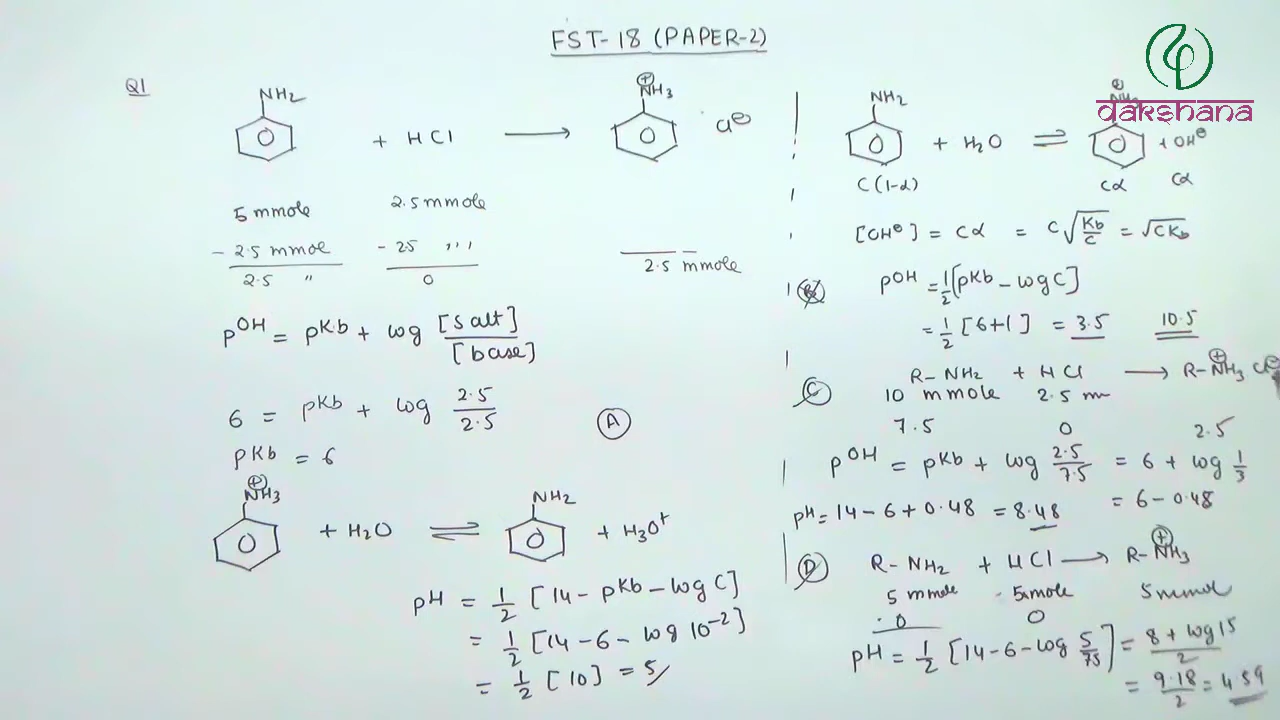 FST-18 (PAPER-2)
dakshana
Q1
NH2 + HCl ⟶ ⊕NH3 Cl⊖
5 mmole 2.5 mmole
- 2.5 mmole - 25 ,,,
2.5 " 0 2.5 mmole
pOH = pKb + log [Salt]/[base]
6 = pKb + log 2.5/2.5
pKb = 6
(A)
⊕NH3 + H2O ⇌ NH2 + H3O+
pH = 1/2 [14 - pKb - log C]
= 1/2 [14 - 6 - log 10^-2]
= 1/2 [10] = 5
NH2 + H2O ⇌ ⊕ + OH⊖
C(1-α) Cα Cα
[OH⊖] = Cα = C√(Kb/C) = √CKb
(B) pOH = 1/2 [pKb - log C]
= 1/2 [6+1] = 3.5 10.5
(C) R-NH2 + HCl ⟶ R-⊕NH3 Cl⊖
10 mmole 2.5 m
7.5 0 2.5
pOH = pKb + log 2.5/7.5 = 6 + log 1/3
= 6 - 0.48
pH = 14 - 6 + 0.48 = 8.48
(D) R-NH2 + HCl ⟶ R-⊕NH3
5 mmole 5 mole 5 mmol
0 0
pH = 1/2 [14-6-log 5/75] = (8 + log 15)/2
= 9.18/2 = 4.59